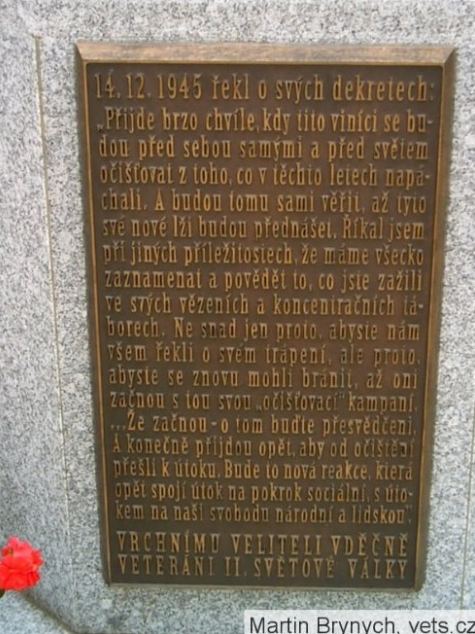 14. 12. 1945 řekl o svých dekretech:
„Přijde brzo chvíle, kdy tito viníci se bu-
dou před sebou samými a před světem
očišťovat z toho, co v těchto letech napá-
chali. A budou tomu sami věřit, až tyto
své nové lži budou přednášet. Říkal jsem
při jiných příležitostech, že máme všecko
zaznamenat a povědět to, co jste zažili
ve svých vězeních a koncentračních tá-
borech. Ne snad jen proto, abyste nám
všem řekli o svém trápení, ale proto,
abyste se znovu mohli bránit, až oni
začnou s tou svou „očišťovací" kampaní.
...Že začnou - o tom buďte přesvědčeni.
A konečně přijdou opět, aby od očištění
přešli k útoku. Bude to nová reakce, která
opět spojí útok na pokrok sociální, s úto-
kem na naši svobodu národní a lidskou".
VRCHNÍMU VELITELI VDĚČNĚ
VETERÁNI II. SVĚTOVÉ VÁLKY
Martin Brynych, vets.cz